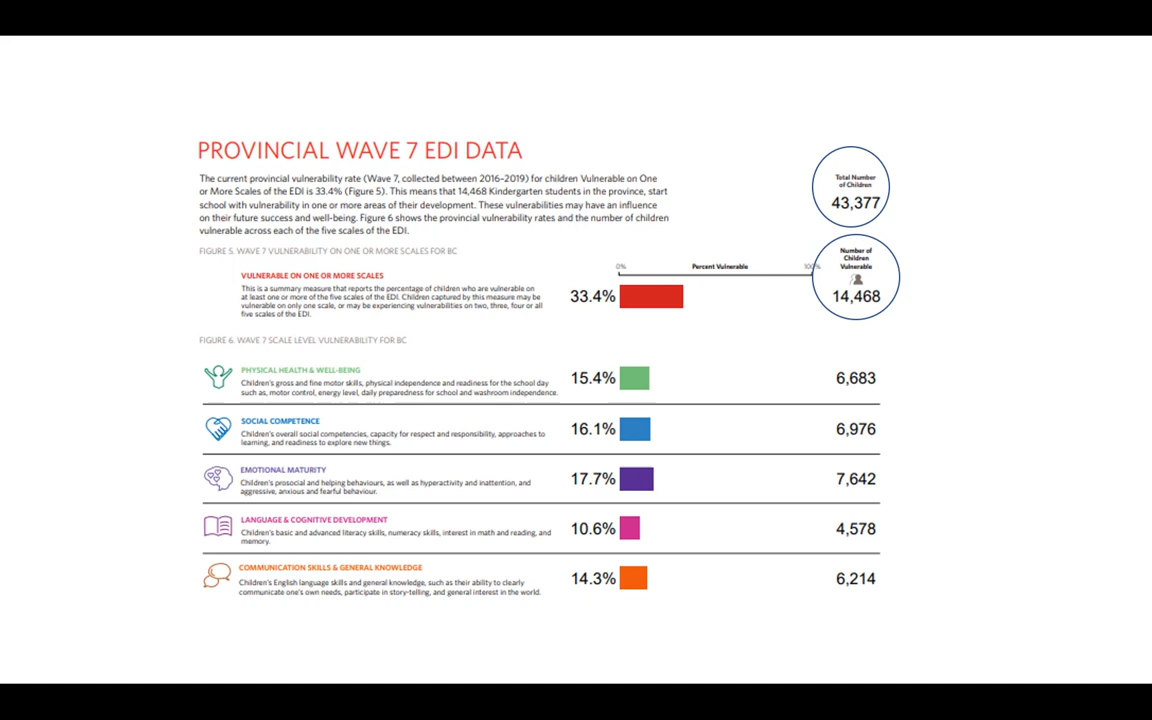 PROVINCIAL WAVE 7 EDI DATA
The current provincial vulnerability rate (Wave 7, collected between 2016–2019) for children Vulnerable on One
or More Scales of the EDI is 33.4% (Figure 5). This means that 14,468 Kindergarten students in the province, start
school with vulnerability in one or more areas of their development. These vulnerabilities may have an influence
on their future success and well-being. Figure 6 shows the provincial vulnerability rates and the number of children
vulnerable across each of the five scales of the EDI.
Total Number
of Children
43,377
FIGURE 5. WAVE 7 VULNERABILITY ON ONE OR MORE SCALES FOR BC
Number of
Children
Vulnerable
14,468
0% Percent Vulnerable 100%
VULNERABLE ON ONE OR MORE SCALES
This is a summary measure that reports the percentage of children who are vulnerable on
at least one or more of the five scales of the EDI. Children captured by this measure may be
vulnerable on only one scale, or may be experiencing vulnerabilities on two, three, four or all
five scales of the EDI.
33.4%
FIGURE 6. WAVE 7 SCALE LEVEL VULNERABILITY FOR BC
PHYSICAL HEALTH & WELL-BEING
Children's gross and fine motor skills, physical independence and readiness for the school day
such as, motor control, energy level, daily preparedness for school and washroom independence.
15.4% 6,683
SOCIAL COMPETENCE
Children's overall social competencies, capacity for respect and responsibility, approaches to
learning, and readiness to explore new things.
16.1% 6,976
EMOTIONAL MATURITY
Children's prosocial and helping behaviours, as well as hyperactivity and inattention, and
aggressive, anxious and fearful behaviour.
17.7% 7,642
LANGUAGE & COGNITIVE DEVELOPMENT
Children's basic and advanced literacy skills, numeracy skills, interest in math and reading, and
memory.
10.6% 4,578
COMMUNICATION SKILLS & GENERAL KNOWLEDGE
Children's English language skills and general knowledge, such as their ability to clearly
communicate one's own needs, participate in story-telling, and general interest in the world.
14.3% 6,214